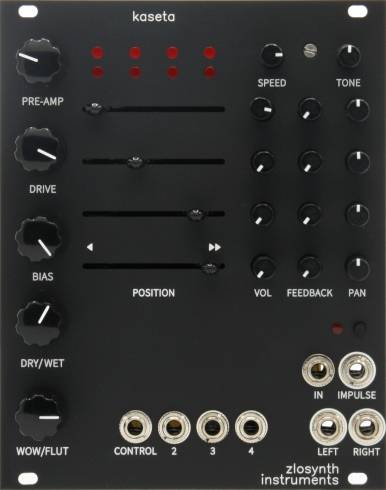 kaseta
SPEED TONE
PRE-AMP
DRIVE
BIAS
POSITION VOL FEEDBACK PAN
DRY/WET
IN IMPULSE
WOW/FLUT CONTROL 2 3 4 LEFT RIGHT
zlosynth
instruments